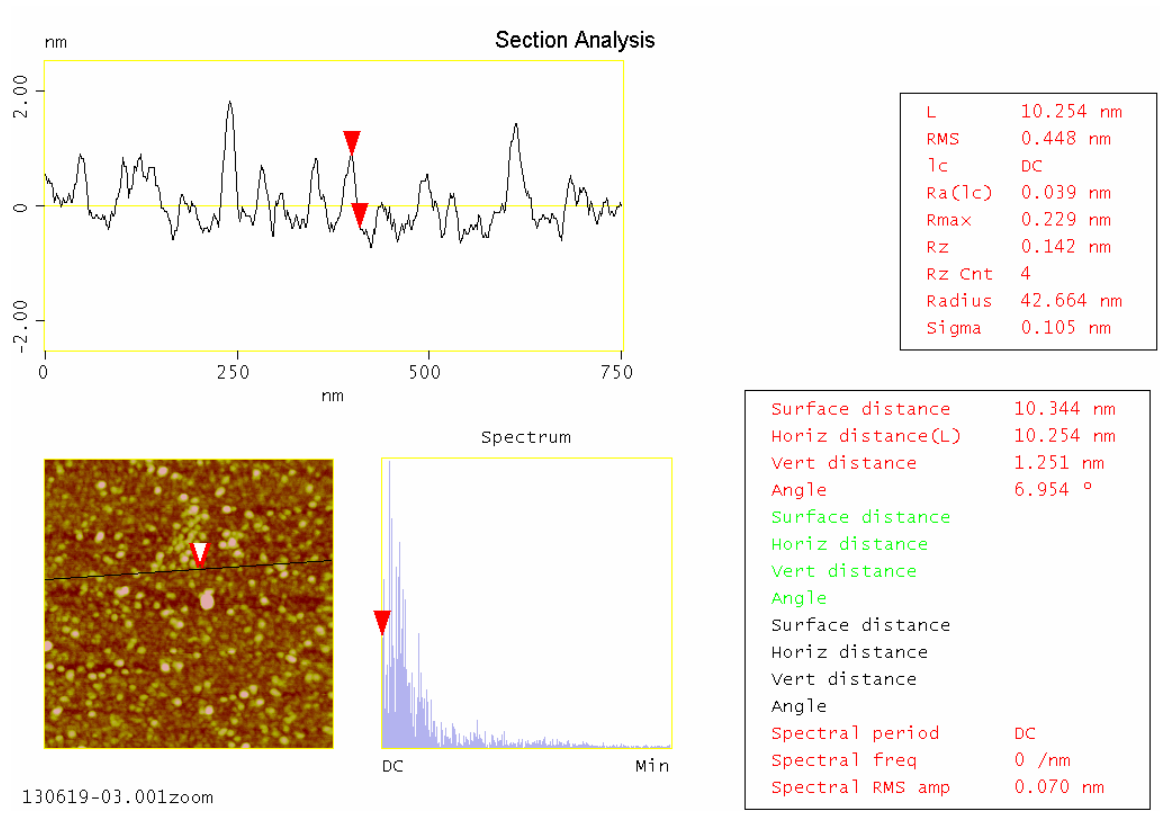 Section Analysis
nm
2.00
0
-2.00
0 250 500 750
nm
L 10.254 nm
RMS 0.448 nm
lc DC
Ra(lc) 0.039 nm
Rmax 0.229 nm
Rz 0.142 nm
Rz Cnt 4
Radius 42.664 nm
Sigma 0.105 nm
Spectrum
DC Min
Surface distance 10.344 nm
Horiz distance(L) 10.254 nm
Vert distance 1.251 nm
Angle 6.954 º
Surface distance
Horiz distance
Vert distance
Angle
Surface distance
Horiz distance
Vert distance
Angle
Spectral period DC
Spectral freq 0 /nm
Spectral RMS amp 0.070 nm
130619-03.001zoom